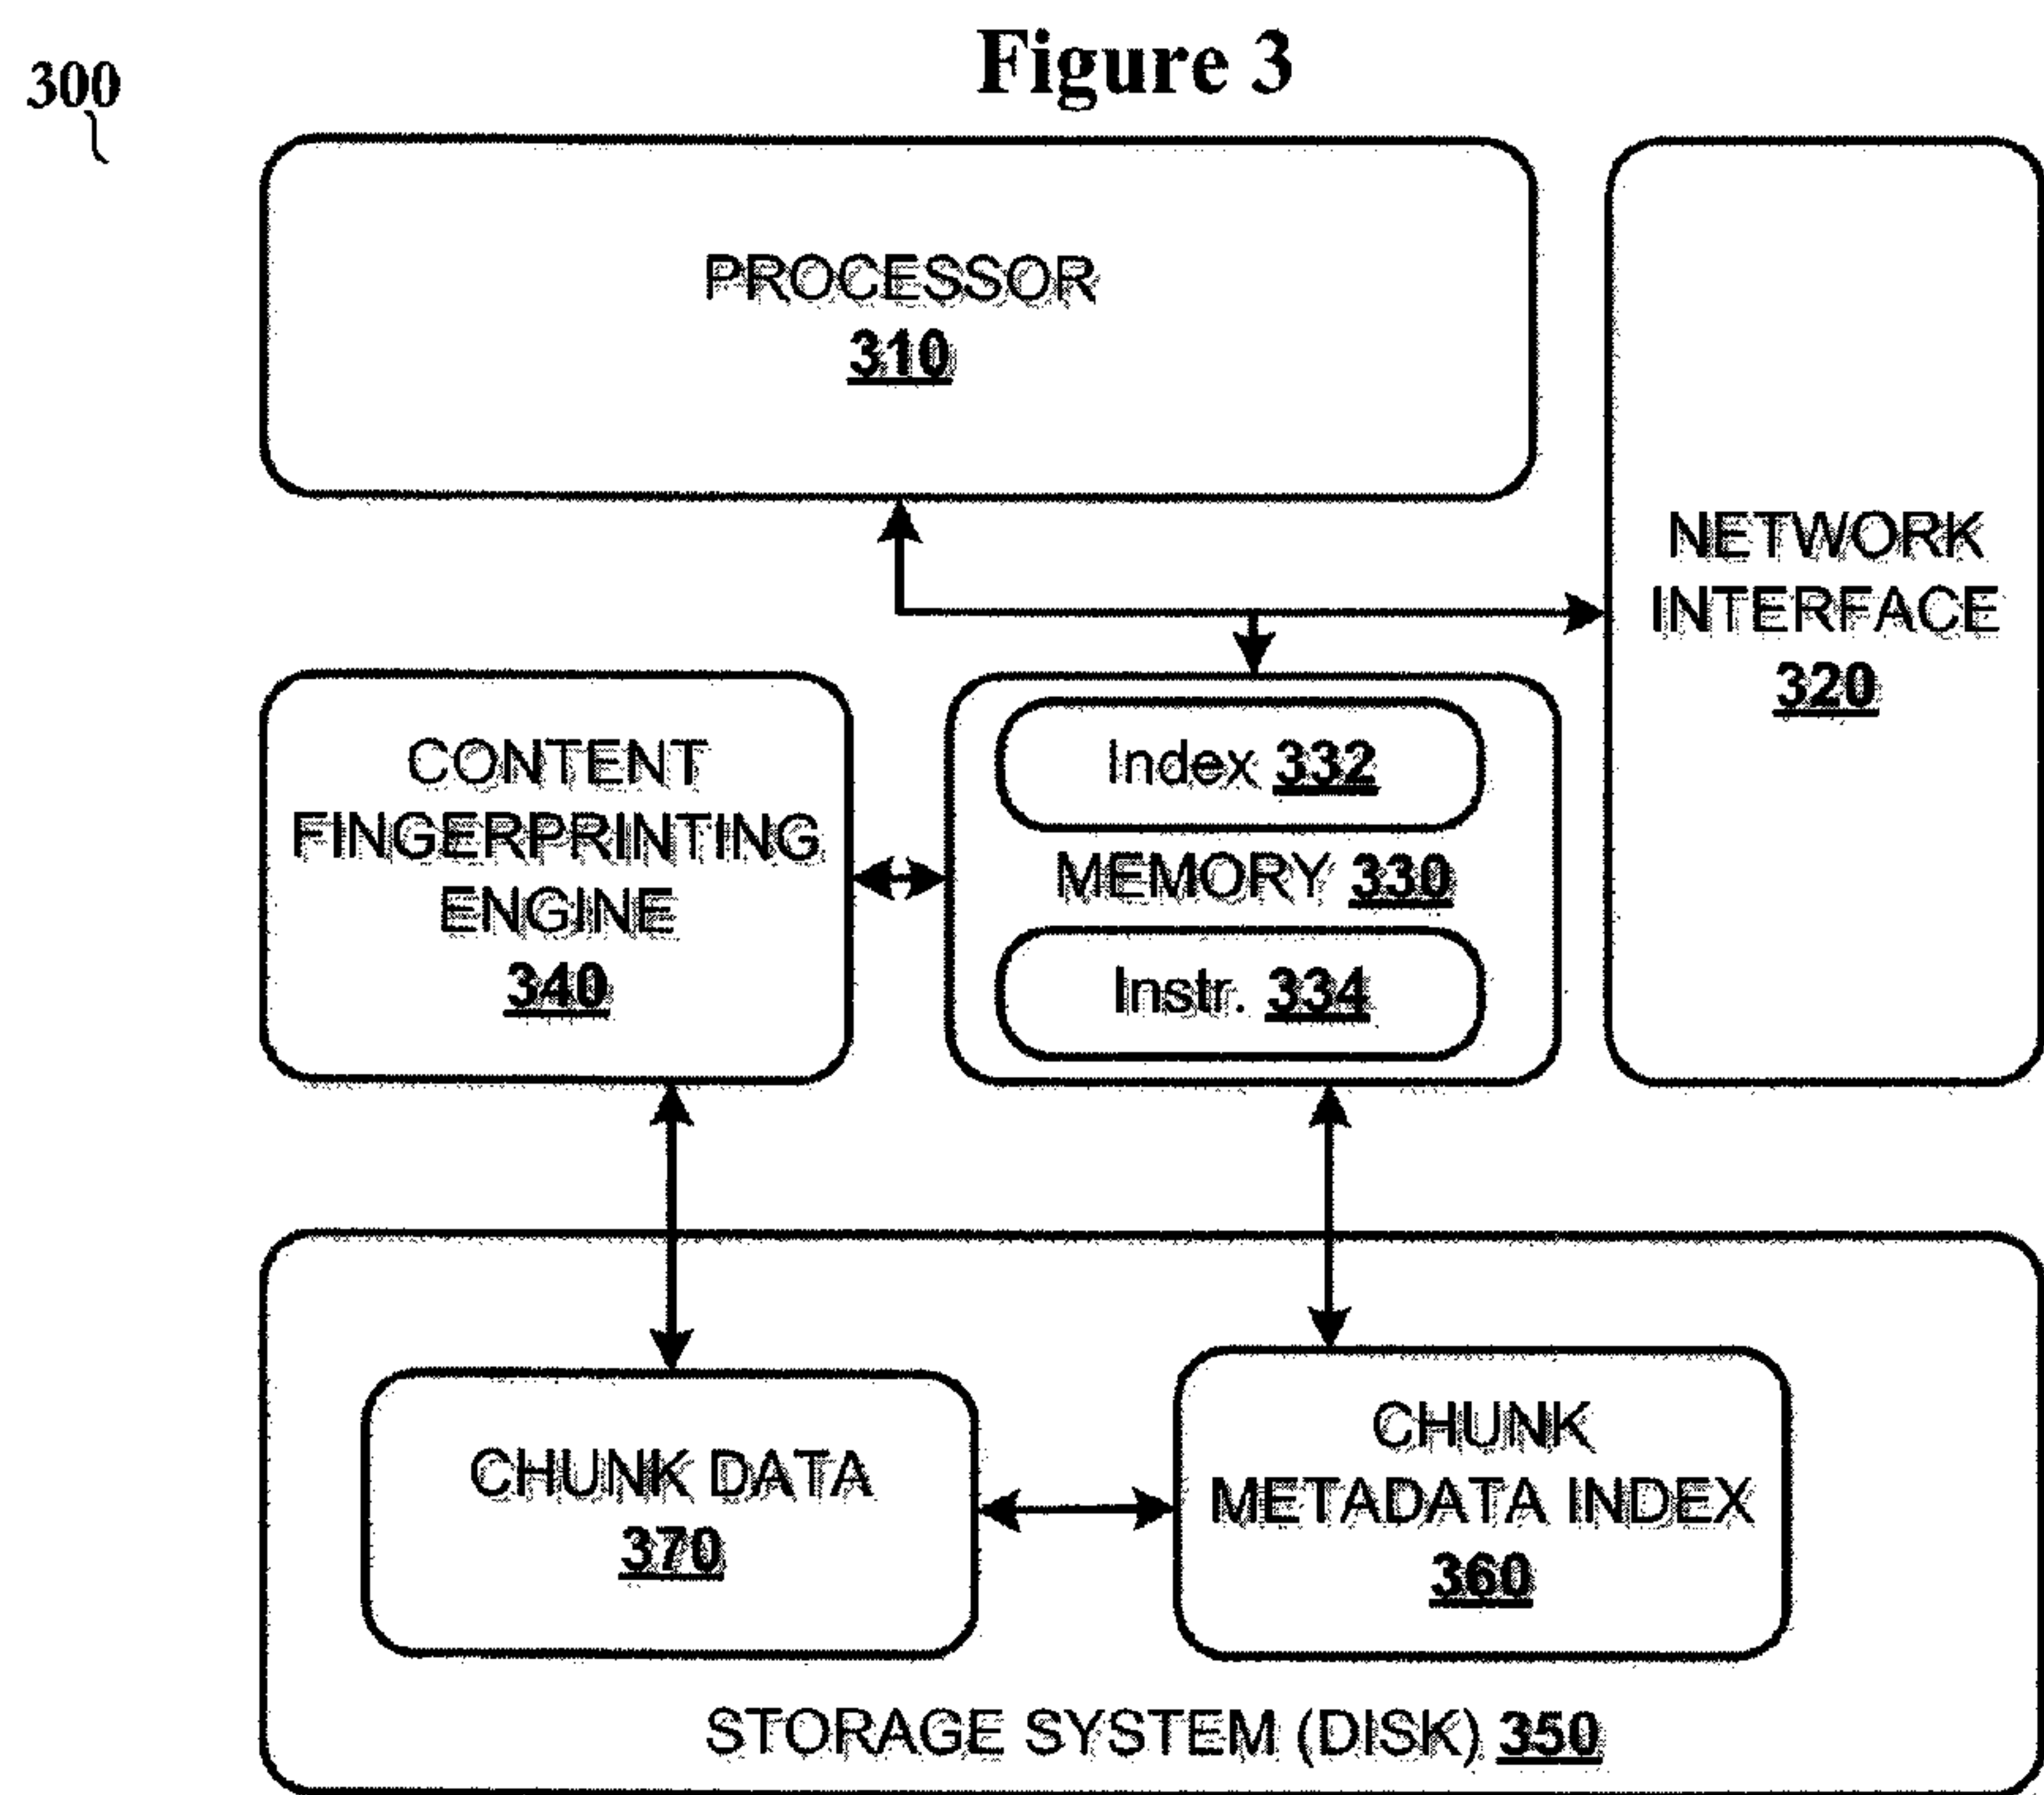 Figure 3
300
PROCESSOR
310
NETWORK
INTERFACE
320
CONTENT
FINGERPRINTING
ENGINE
340
Index 332
MEMORY 330
Instr. 334
CHUNK DATA
370
CHUNK
METADATA INDEX
360
STORAGE SYSTEM (DISK) 350